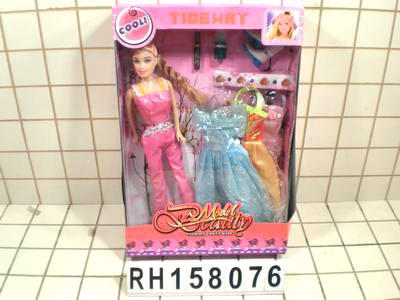 COOL!
TIDEWAY
Model
Beauty
RH158076